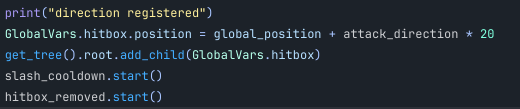 print("direction registered")
GlobalVars.hitbox.position = global_position + attack_direction * 20
get_tree().root.add_child(GlobalVars.hitbox)
slash_cooldown.start()
hitbox_removed.start()